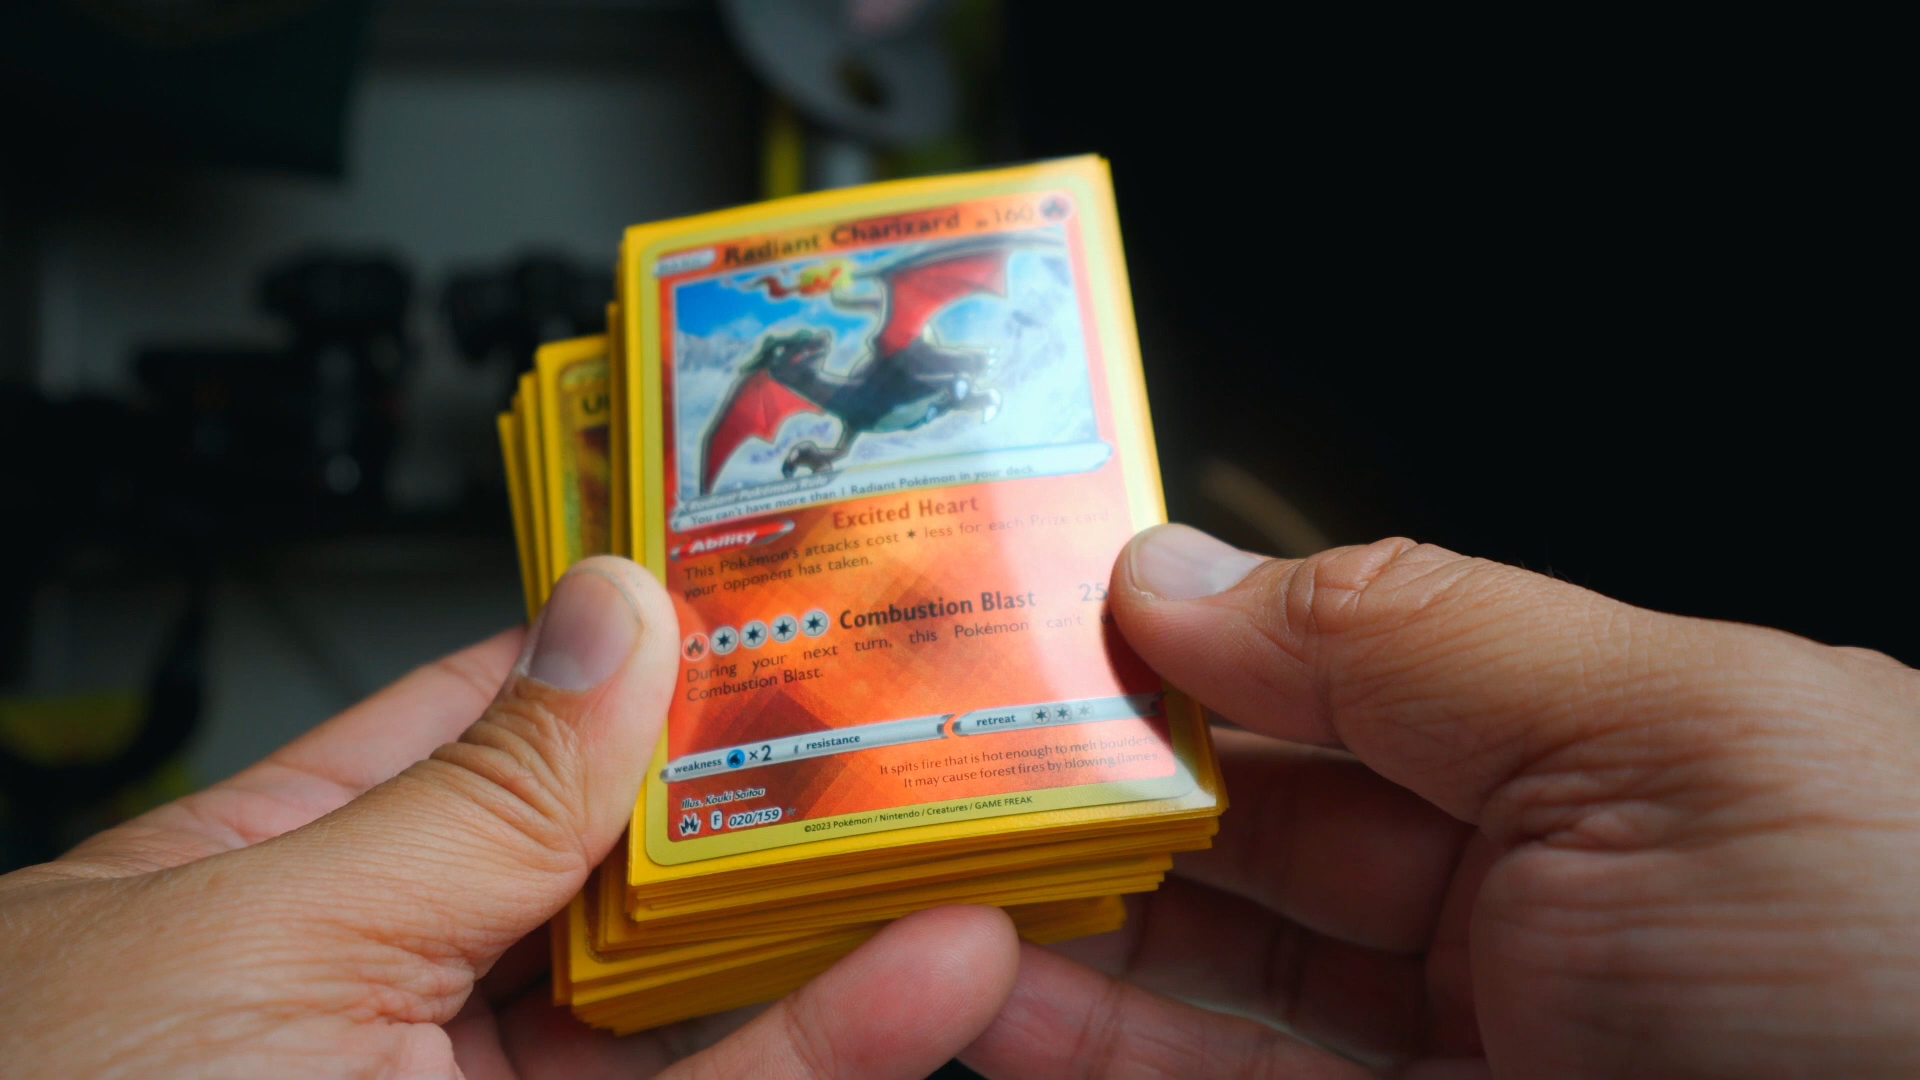 BASIC Radiant Charizard HP 160
You can't have more than 1 Radiant Pokémon in your deck.
Ability Excited Heart
This Pokémon's attacks cost less for each Prize card
your opponent has taken.
Combustion Blast 25
During your next turn, this Pokémon can't
Combustion Blast.
weakness ×2 resistance retreat
It spits fire that is hot enough to melt boulders.
It may cause forest fires by blowing flames.
Illus. Kouki Saitou
F 020/159
©2023 Pokémon / Nintendo / Creatures / GAME FREAK